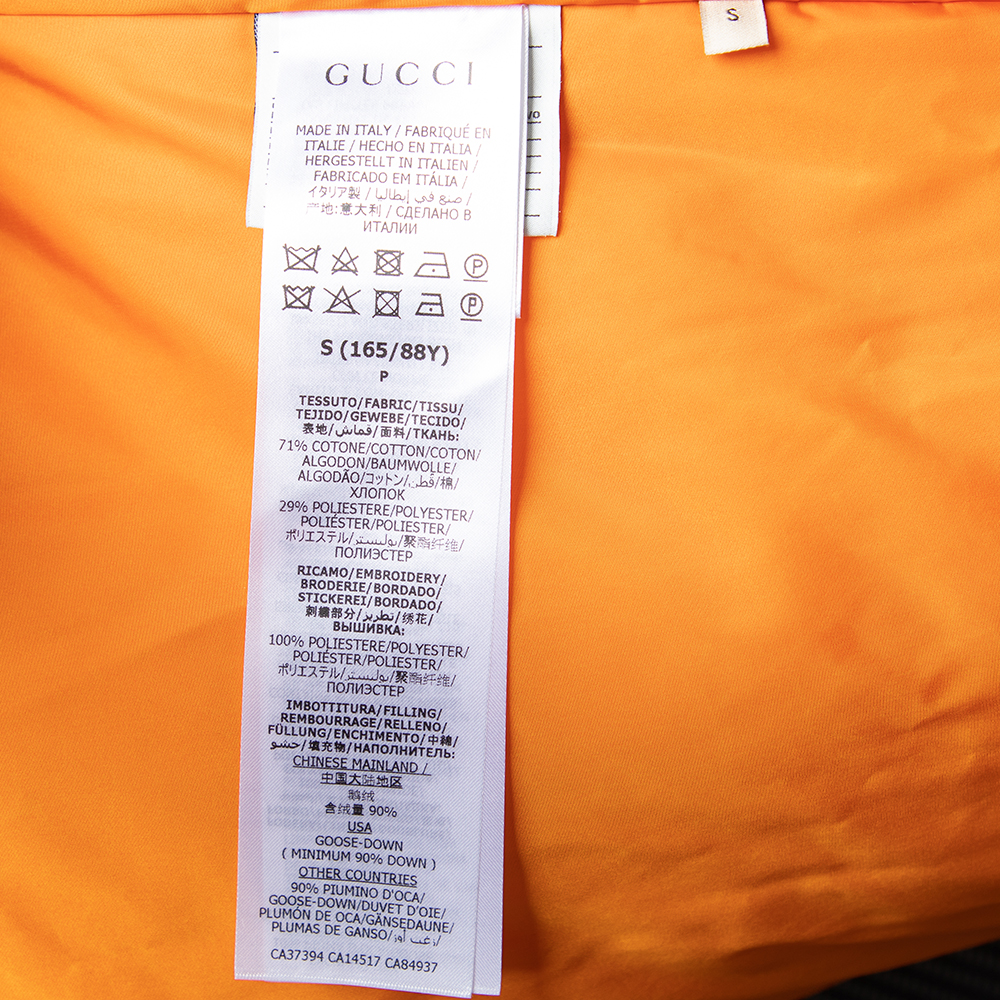 S
GUCCI
MADE IN ITALY / FABRIQUÉ EN
ITALIE / HECHO EN ITALIA /
HERGESTELLT IN ITALIEN /
FABRICADO EM ITÁLIA /
イタリア製 / صنع في إيطاليا /
产地:意大利 / СДЕЛАНО В
ИТАЛИИ
P
P
S (165/88Y)
P
TESSUTO/FABRIC/TISSU/
TEJIDO/GEWEBE/TECIDO/
表地/قماش/面料/ТКАНЬ:
71% COTONE/COTTON/COTON/
ALGODON/BAUMWOLLE/
ALGODÃO/コットン/قطن/棉/
ХЛОПОК
29% POLIESTERE/POLYESTER/
POLIÉSTER/POLIESTER/
ポリエステル/بوليستر/聚酯纤维/
ПОЛИЭСТЕР
RICAMO/EMBROIDERY/
BRODERIE/BORDADO/
STICKEREI/BORDADO/
刺繍部分/تطريز/绣花/
ВЫШИВКА:
100% POLIESTERE/POLYESTER/
POLIÉSTER/POLIESTER/
ポリエステル/بوليستر/聚酯纤维/
ПОЛИЭСТЕР
IMBOTTITURA/FILLING/
REMBOURRAGE/RELLENO/
FÜLLUNG/ENCHIMENTO/中綿/
حشو/填充物/НАПОЛНИТЕЛЬ:
CHINESE MAINLAND /
中国大陆地区
鹅绒
含绒量 90%
USA
GOOSE-DOWN
( MINIMUM 90% DOWN )
OTHER COUNTRIES
90% PIUMINO D'OCA/
GOOSE-DOWN/DUVET D'OIE/
PLUMÓN DE OCA/GÄNSEDAUNE/
PLUMAS DE GANSO/زغب أوز/
CA37394 CA14517 CA84937